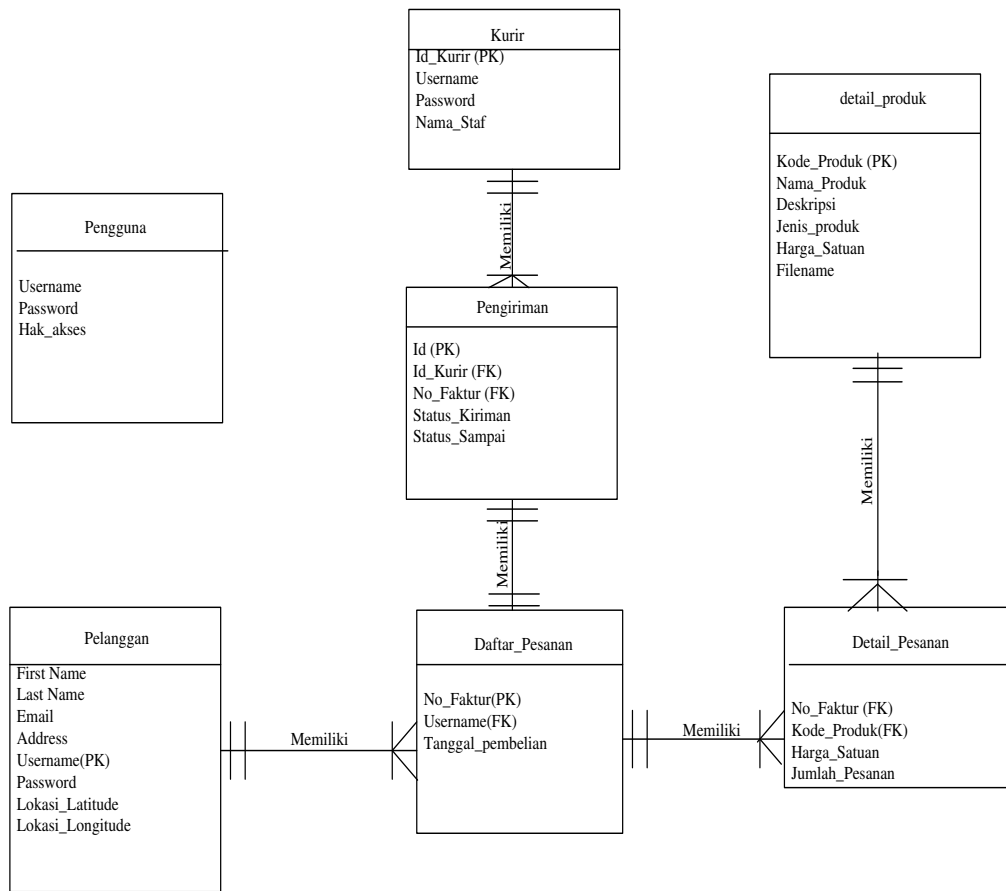 Kurir
Id_Kurir (PK)
Username
Password
Nama_Staf
Memiliki
detail_produk
Kode_Produk (PK)
Nama_Produk
Deskripsi
Jenis_produk
Harga_Satuan
Filename
Pengguna
Username
Password
Hak_akses
Pengiriman
Id (PK)
Id_Kurir (FK)
No_Faktur (FK)
Status_Kiriman
Status_Sampai
Memiliki
Memiliki
Pelanggan
First Name
Last Name
Email
Address
Username(PK)
Password
Lokasi_Latitude
Lokasi_Longitude
Memiliki
Daftar_Pesanan
No_Faktur(PK)
Username(FK)
Tanggal_pembelian
Memiliki
Detail_Pesanan
No_Faktur (FK)
Kode_Produk(FK)
Harga_Satuan
Jumlah_Pesanan